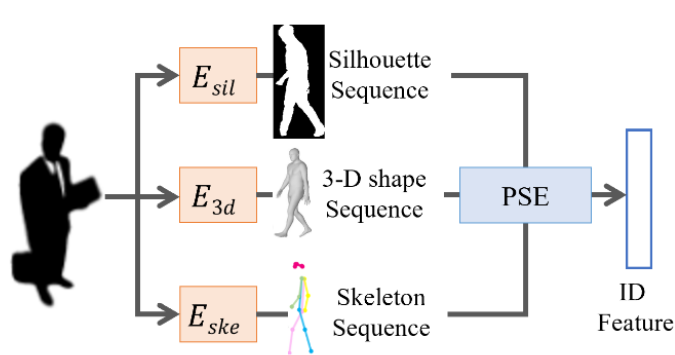 E_sil
Silhouette
Sequence
E_3d
3-D shape
Sequence
PSE
E_ske
Skeleton
Sequence
ID
Feature